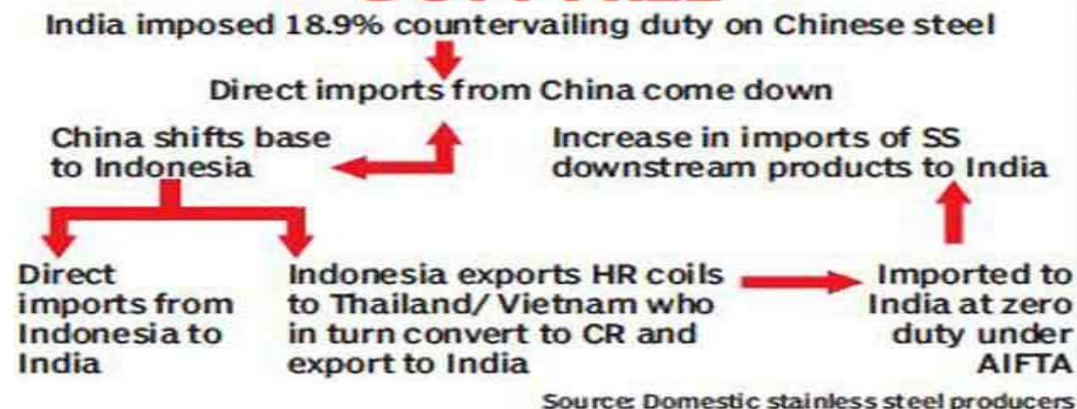 India imposed 18.9% countervailing duty on Chinese steel
Direct imports from China come down
China shifts base
to Indonesia
Increase in imports of SS
downstream products to India
Direct
imports from
Indonesia to
India
Indonesia exports HR coils
to Thailand/Vietnam who
in turn convert to CR and
export to India
Imported to
India at zero
duty under
AIFTA
Source: Domestic stainless steel producers